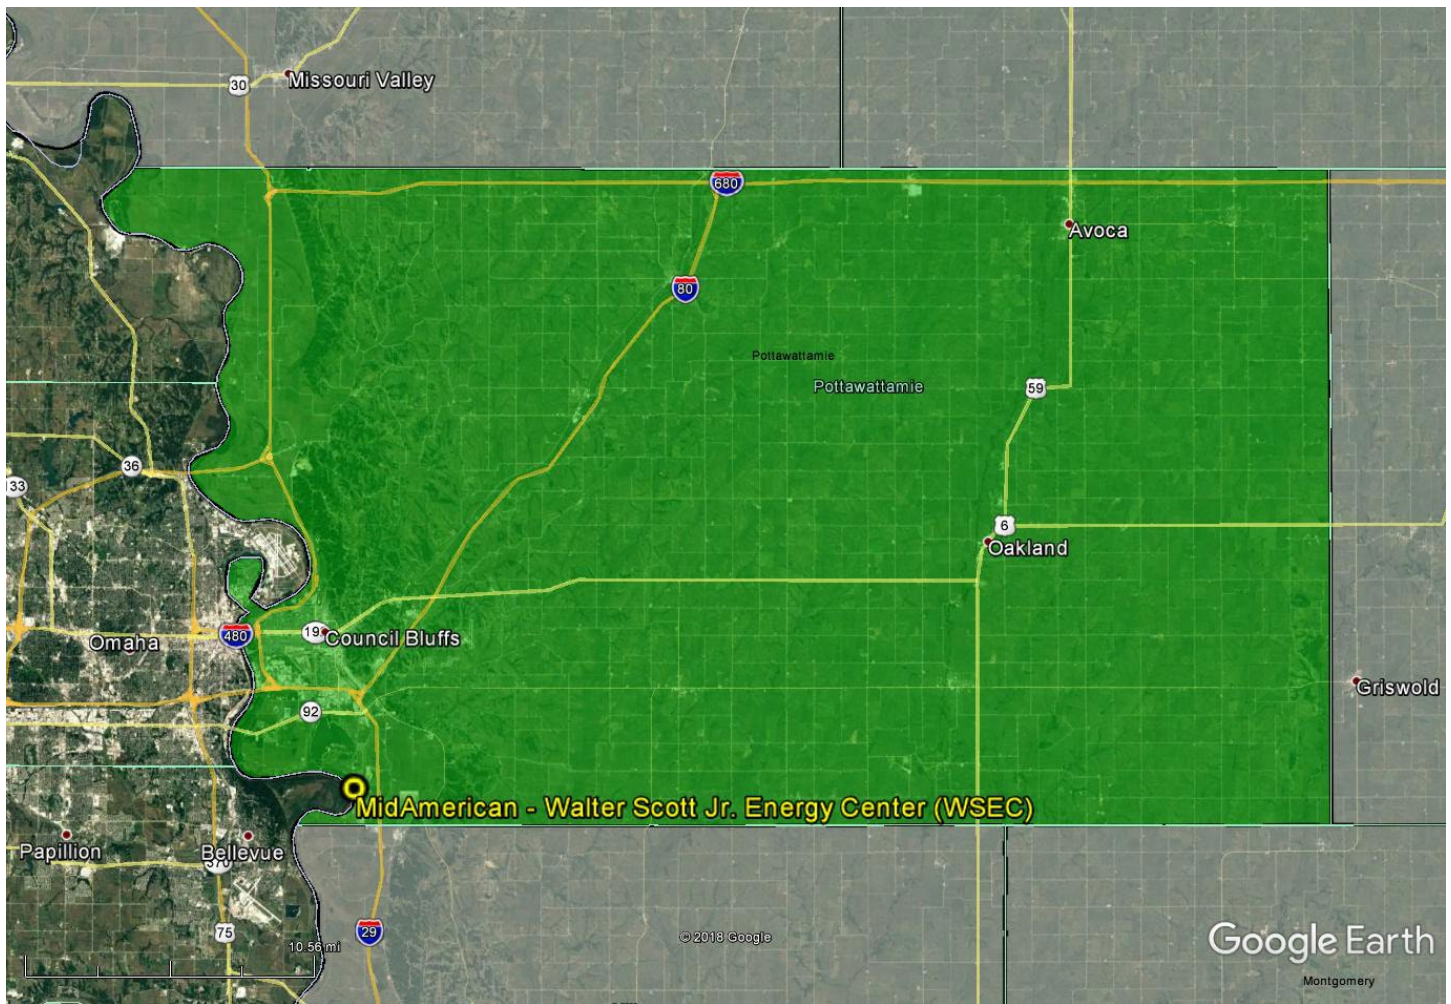 Missouri Valley
30
680
Avoca
80
Pottawattamie
Pottawattamie
59
36
133
6
Oakland
480
19
Council Bluffs
Omaha
Griswold
92
MidAmerican - Walter Scott Jr. Energy Center (WSEC)
Papillion
Bellevue
370
75
29
10.56 mi
© 2018 Google
Google Earth
Montgomery